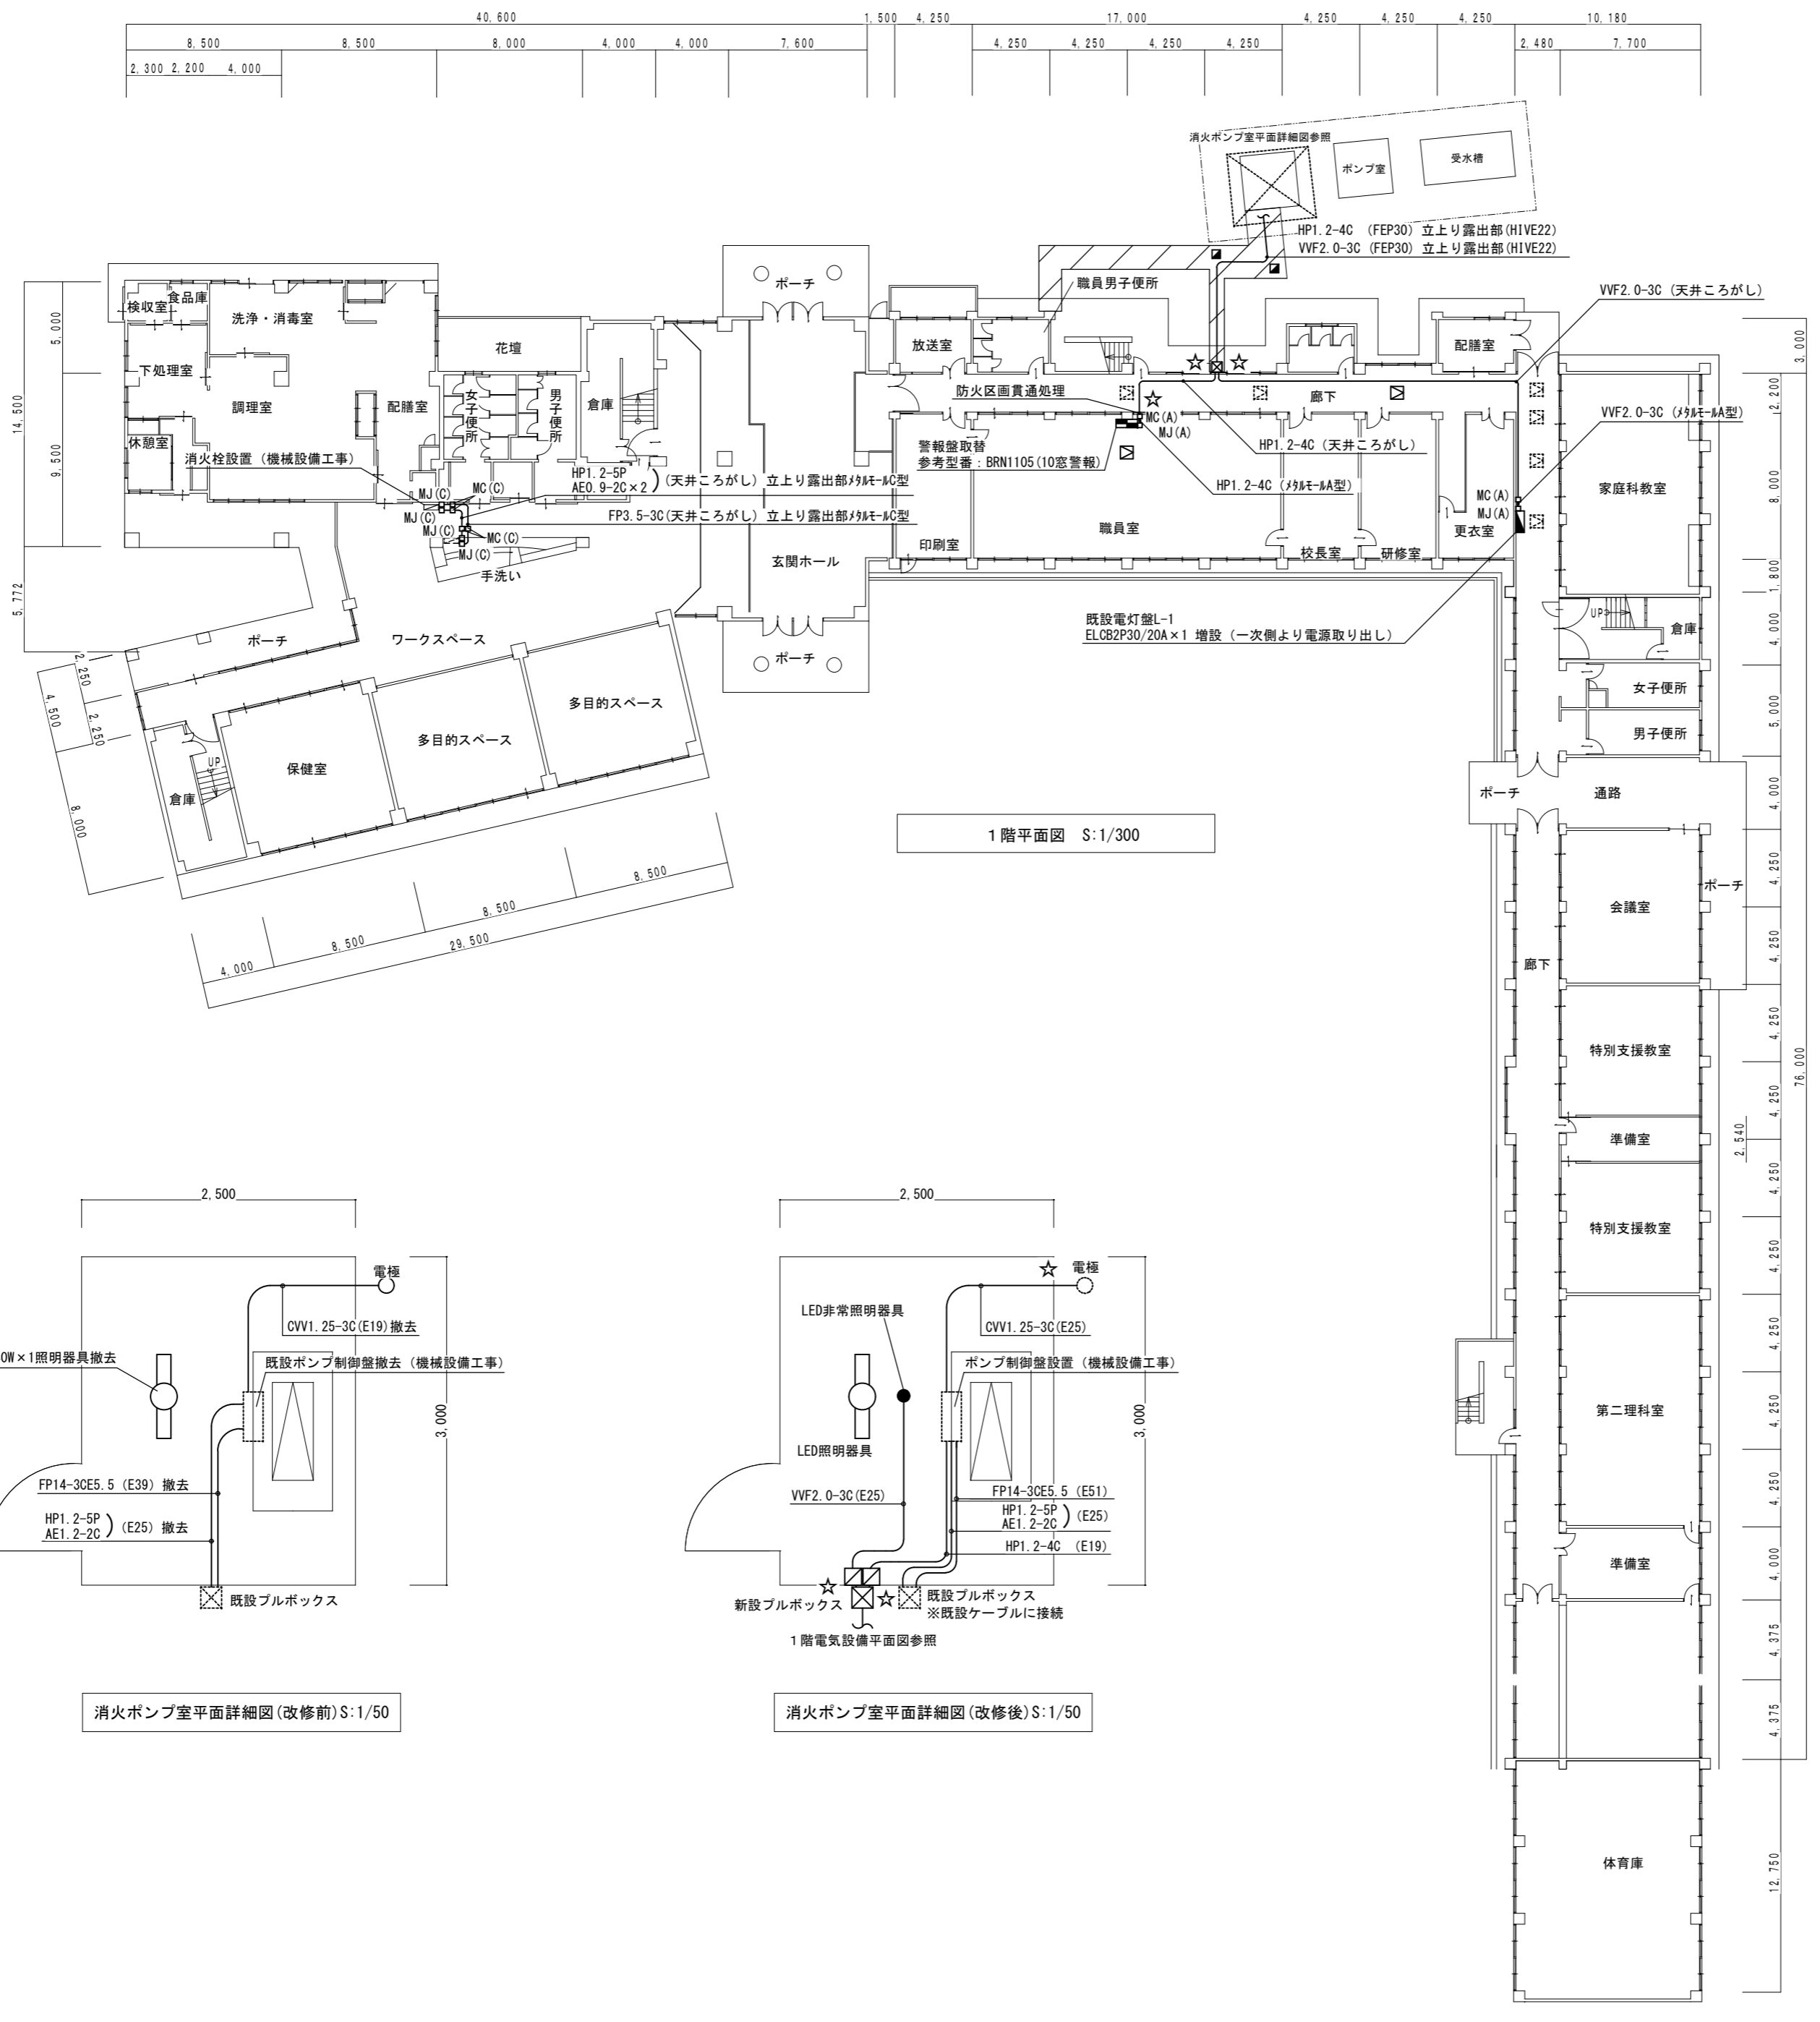 40,600
1,500
4,250
17,000
4,250
4,250
4,250
10,180
8,500
8,500
8,000
4,000
4,000
7,600
4,250
4,250
4,250
4,250
2,480
7,700
2,300
2,200
4,000
消火ポンプ室平面詳細図参照
ポンプ室
受水槽
HP1.2-4C (FEP30) 立上り露出部(HIVE22)
VVF2.0-3C (FEP30) 立上り露出部(HIVE22)
VVF2.0-3C (天井ころがし)
ポーチ
職員男子便所
検収室
食品庫
洗浄・消毒室
花壇
放送室
配膳室
下処理室
調理室
配膳室
女子便所
男子便所
倉庫
防火区画貫通処理
廊下
VVF2.0-3C (メタルモールA型)
休憩室
消火栓設置(機械設備工事)
MC(A)
MJ(A)
警報盤取替
参考型番:BRN1105(10窓警報)
HP1.2-4C (天井ころがし)
HP1.2-4C (メタルモールA型)
HP1.2-5P
AE0.9-2C×2
(天井ころがし) 立上り露出部メタルモールC型
FP3.5-3C(天井ころがし) 立上り露出部メタルモールC型
MJ(C)
MC(C)
MJ(C)
MJ(C)
MC(C)
MJ(C)
手洗い
MC(A)
MJ(A)
家庭科教室
職員室
印刷室
校長室
研修室
更衣室
玄関ホール
既設電灯盤L-1
ELCB2P30/20A×1 増設 (一次側より電源取り出し)
UP
倉庫
ポーチ
ワークスペース
ポーチ
女子便所
男子便所
多目的スペース
多目的スペース
保健室
倉庫
UP
ポーチ
通路
1階平面図 S:1/300
会議室
ポーチ
廊下
特別支援教室
準備室
特別支援教室
第二理科室
準備室
体育庫
14,500
5,000
9,500
5,772
2,250
2,250
4,500
8,000
4,000
8,500
8,500
8,500
29,500
3,000
2,200
8,000
1,800
4,000
5,000
4,000
4,250
4,250
4,250
4,250
2,540
4,250
4,250
4,250
4,250
4,250
4,000
4,375
4,375
12,750
76,000
2,500
電極
CVV1.25-3C(E19)撤去
0W×1照明器具撤去
既設ポンプ制御盤撤去(機械設備工事)
3,000
FP14-3CE5.5 (E39) 撤去
HP1.2-5P
AE1.2-2C
(E25) 撤去
既設プルボックス
消火ポンプ室平面詳細図(改修前)S:1/50
2,500
電極
LED非常照明器具
CVV1.25-3C(E25)
ポンプ制御盤設置(機械設備工事)
3,000
LED照明器具
VVF2.0-3C(E25)
FP14-3CE5.5 (E51)
HP1.2-5P
AE1.2-2C
(E25)
HP1.2-4C (E19)
新設プルボックス
既設プルボックス
※既設ケーブルに接続
1階電気設備平面図参照
消火ポンプ室平面詳細図(改修後)S:1/50